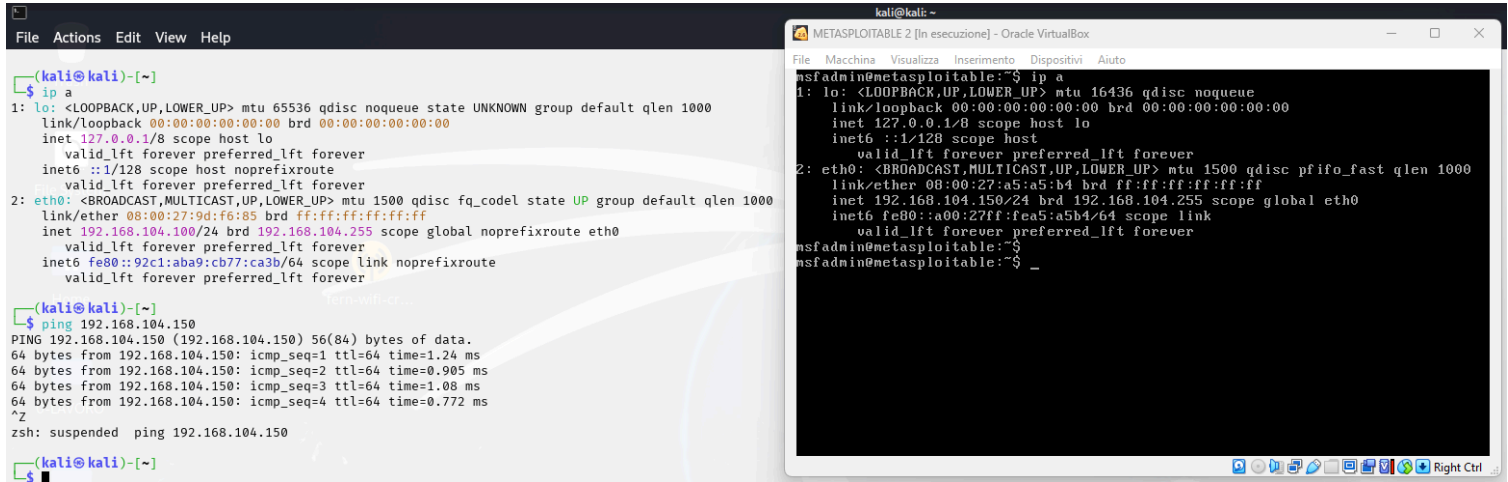 kali@kali: ~
File Actions Edit View Help
┌──(kali㉿kali)-[~]
└─$ ip a
1: lo: <LOOPBACK,UP,LOWER_UP> mtu 65536 qdisc noqueue state UNKNOWN group default qlen 1000
link/loopback 00:00:00:00:00:00 brd 00:00:00:00:00:00
inet 127.0.0.1/8 scope host lo
valid_lft forever preferred_lft forever
inet6 ::1/128 scope host noprefixroute
valid_lft forever preferred_lft forever
2: eth0: <BROADCAST,MULTICAST,UP,LOWER_UP> mtu 1500 qdisc fq_codel state UP group default qlen 1000
link/ether 08:00:27:9d:f6:85 brd ff:ff:ff:ff:ff:ff
inet 192.168.104.100/24 brd 192.168.104.255 scope global noprefixroute eth0
valid_lft forever preferred_lft forever
inet6 fe80::92c1:aba9:cb77:ca3b/64 scope link noprefixroute
valid_lft forever preferred_lft forever
fern-wifi-cr...
┌──(kali㉿kali)-[~]
└─$ ping 192.168.104.150
PING 192.168.104.150 (192.168.104.150) 56(84) bytes of data.
64 bytes from 192.168.104.150: icmp_seq=1 ttl=64 time=1.24 ms
64 bytes from 192.168.104.150: icmp_seq=2 ttl=64 time=0.905 ms
64 bytes from 192.168.104.150: icmp_seq=3 ttl=64 time=1.08 ms
64 bytes from 192.168.104.150: icmp_seq=4 ttl=64 time=0.772 ms
^Z
zsh: suspended  ping 192.168.104.150
┌──(kali㉿kali)-[~]
└─$
METASPLOITABLE 2 [In esecuzione] - Oracle VirtualBox
File Macchina Visualizza Inserimento Dispositivi Aiuto
msfadmin@metasploitable:~$ ip a
1: lo: <LOOPBACK,UP,LOWER_UP> mtu 16436 qdisc noqueue
link/loopback 00:00:00:00:00:00 brd 00:00:00:00:00:00
inet 127.0.0.1/8 scope host lo
inet6 ::1/128 scope host
valid_lft forever preferred_lft forever
2: eth0: <BROADCAST,MULTICAST,UP,LOWER_UP> mtu 1500 qdisc pfifo_fast qlen 1000
link/ether 08:00:27:a5:a5:b4 brd ff:ff:ff:ff:ff:ff
inet 192.168.104.150/24 brd 192.168.104.255 scope global eth0
inet6 fe80::a00:27ff:fea5:a5b4/64 scope link
valid_lft forever preferred_lft forever
msfadmin@metasploitable:~$
msfadmin@metasploitable:~$ _
Right Ctrl